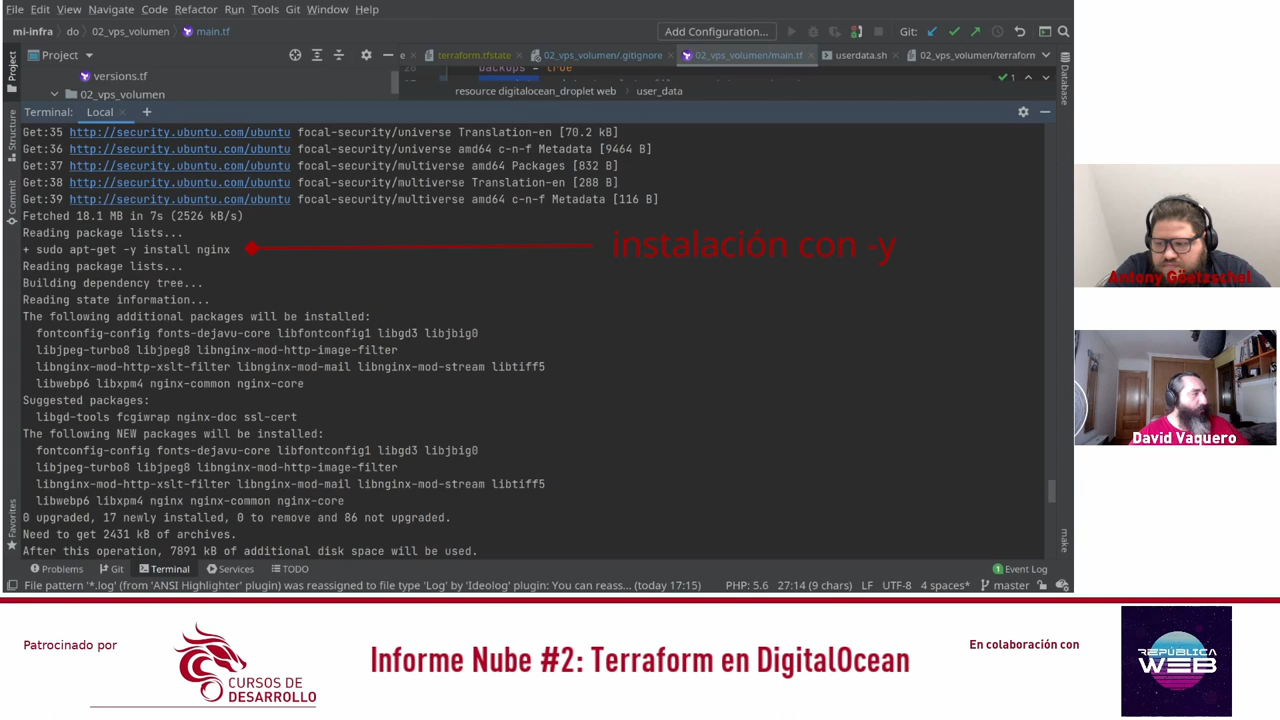 File Edit View Navigate Code Refactor Run Tools Git Window Help
mi-infra do 02_vps_volumen main.tf Add Configuration... Git:
Project e terraform.tfstate 02_vps_volumen/.gitignore 02_vps_volumen/main.tf userdata.sh 02_vps_volumen/terraform
versions.tf
backups = true
1
02_vps_volumen
resource digitalocean_droplet web user_data
Terminal: Local
Get:35 http://security.ubuntu.com/ubuntu focal-security/universe Translation-en [70.2 kB]
Get:36 http://security.ubuntu.com/ubuntu focal-security/universe amd64 c-n-f Metadata [9464 B]
Get:37 http://security.ubuntu.com/ubuntu focal-security/multiverse amd64 Packages [832 B]
Get:38 http://security.ubuntu.com/ubuntu focal-security/multiverse Translation-en [288 B]
Get:39 http://security.ubuntu.com/ubuntu focal-security/multiverse amd64 c-n-f Metadata [116 B]
Fetched 18.1 MB in 7s (2526 kB/s)
Reading package lists...
+ sudo apt-get -y install nginx
instalación con -y
Reading package lists...
Building dependency tree...
Reading state information...
The following additional packages will be installed:
fontconfig-config fonts-dejavu-core libfontconfig1 libgd3 libjbig0
libjpeg-turbo8 libjpeg8 libnginx-mod-http-image-filter
libnginx-mod-http-xslt-filter libnginx-mod-mail libnginx-mod-stream libtiff5
libwebp6 libxpm4 nginx-common nginx-core
Suggested packages:
libgd-tools fcgiwrap nginx-doc ssl-cert
The following NEW packages will be installed:
fontconfig-config fonts-dejavu-core libfontconfig1 libgd3 libjbig0
libjpeg-turbo8 libjpeg8 libnginx-mod-http-image-filter
libnginx-mod-http-xslt-filter libnginx-mod-mail libnginx-mod-stream libtiff5
libwebp6 libxpm4 nginx nginx-common nginx-core
0 upgraded, 17 newly installed, 0 to remove and 86 not upgraded.
Need to get 2431 kB of archives.
After this operation, 7891 kB of additional disk space will be used.
Project
Structure
Commit
Favorites
Database
make
Problems Git Terminal Services TODO
1 Event Log
File pattern '*.log' (from 'ANSI Highlighter' plugin) was reassigned to file type 'Log' by 'Ideolog' plugin: You can reass... (today 17:15) PHP: 5.6 27:14 (9 chars) LF UTF-8 4 spaces* master
Antony Göetzschel
David Vaquero
Patrocinado por
CURSOS
DE DESARROLLO
Informe Nube #2: Terraform en DigitalOcean
En colaboración con
REPÚBLICA
WEB